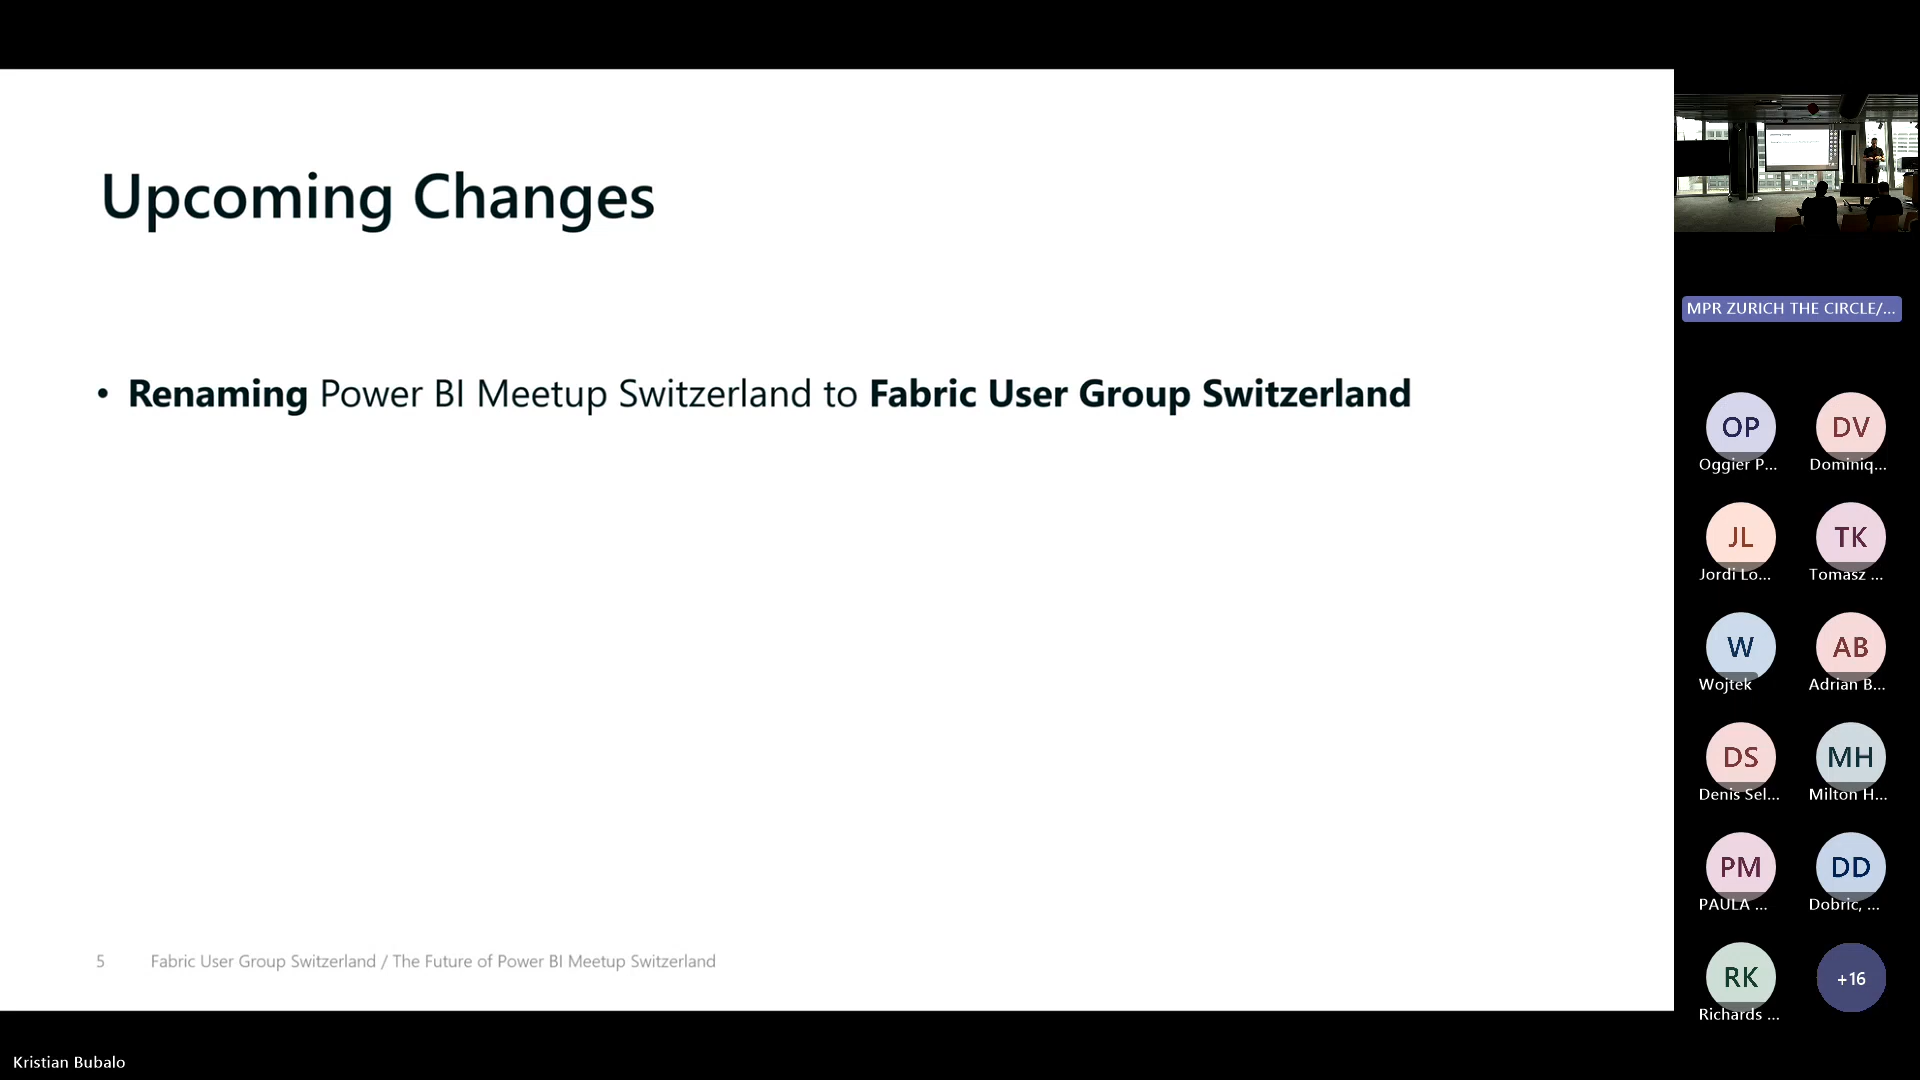 Upcoming Changes
• Renaming Power BI Meetup Switzerland to Fabric User Group Switzerland
5 Fabric User Group Switzerland / The Future of Power BI Meetup Switzerland
Kristian Bubalo
MPR ZURICH THE CIRCLE/...
OP DV
Oggier P... Dominiq...
JL TK
Jordi Lo... Tomasz ...
W AB
Wojtek Adrian B...
DS MH
Denis Sel... Milton H...
PM DD
PAULA ... Dobric, ...
RK +16
Richards ...